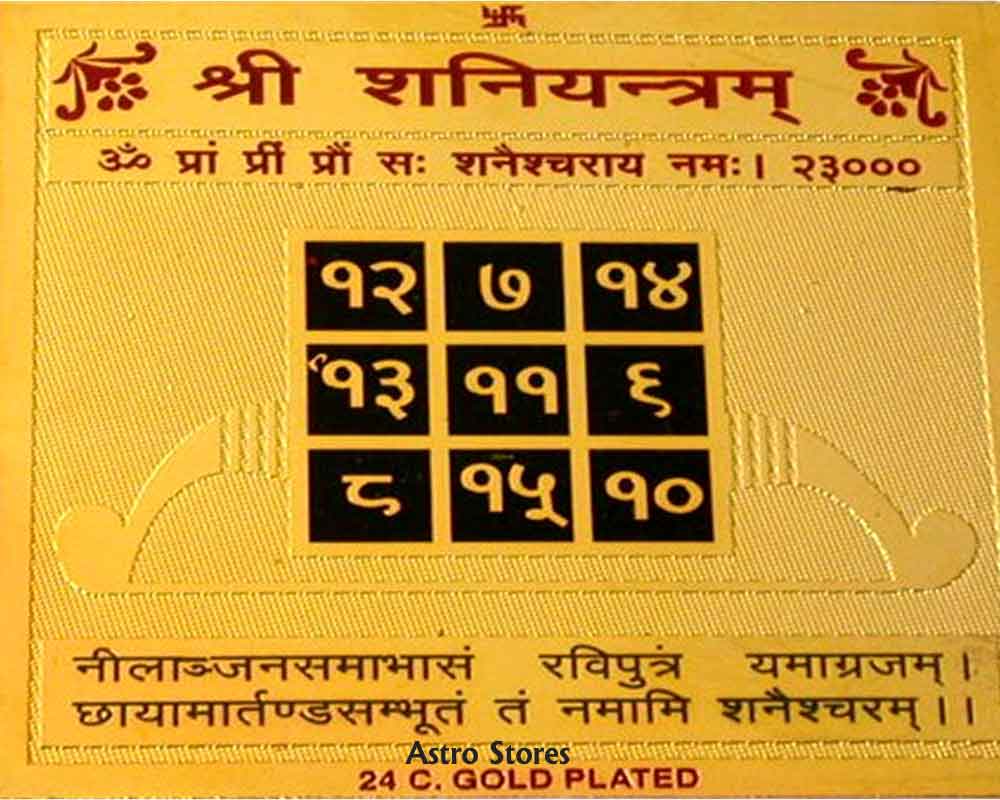 श्री शनियन्त्रम्
ॐ प्रां प्रीं प्रौं सः शनैश्चराय नमः। २३०००
१२ ७ १४
१३ ११ ६
८ १५ १०
नीलाञ्जनसमाभासं रविपुत्रं यमाग्रजम्।
छायामार्तण्डसम्भूतं तं नमामि शनैश्चरम्।।
Astro Stores
24 C. GOLD PLATED